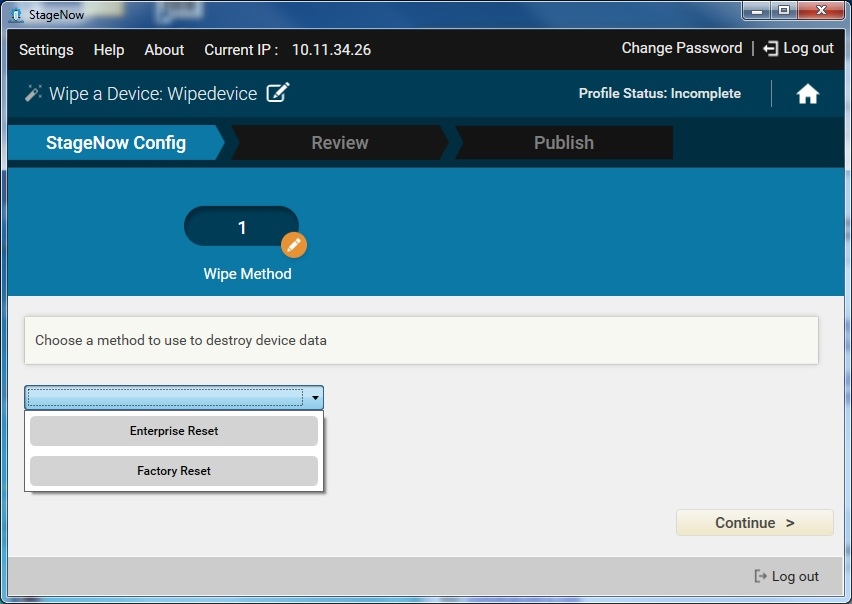 StageNow
Settings Help About Current IP : 10.11.34.26 Change Password | Log out
Wipe a Device: Wipedevice Profile Status: Incomplete
StageNow Config Review Publish
1
Wipe Method
Choose a method to use to destroy device data
Enterprise Reset
Factory Reset
Continue >
Log out